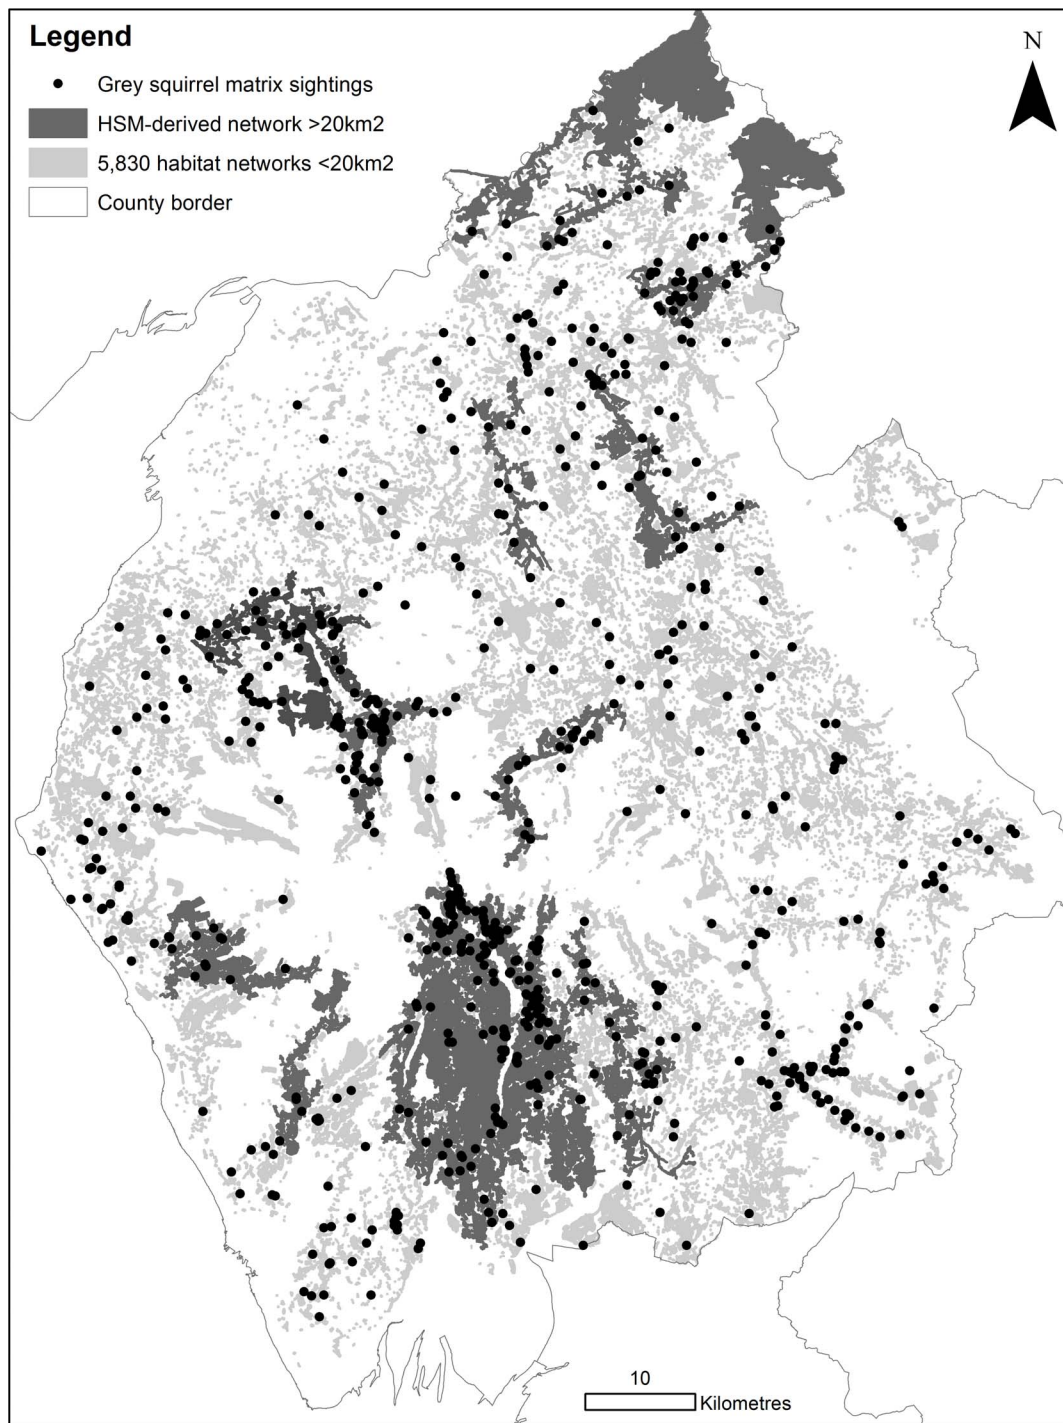 Legend
N
Grey squirrel matrix sightings
HSM-derived network >20km2
5,830 habitat networks <20km2
County border
10
Kilometres